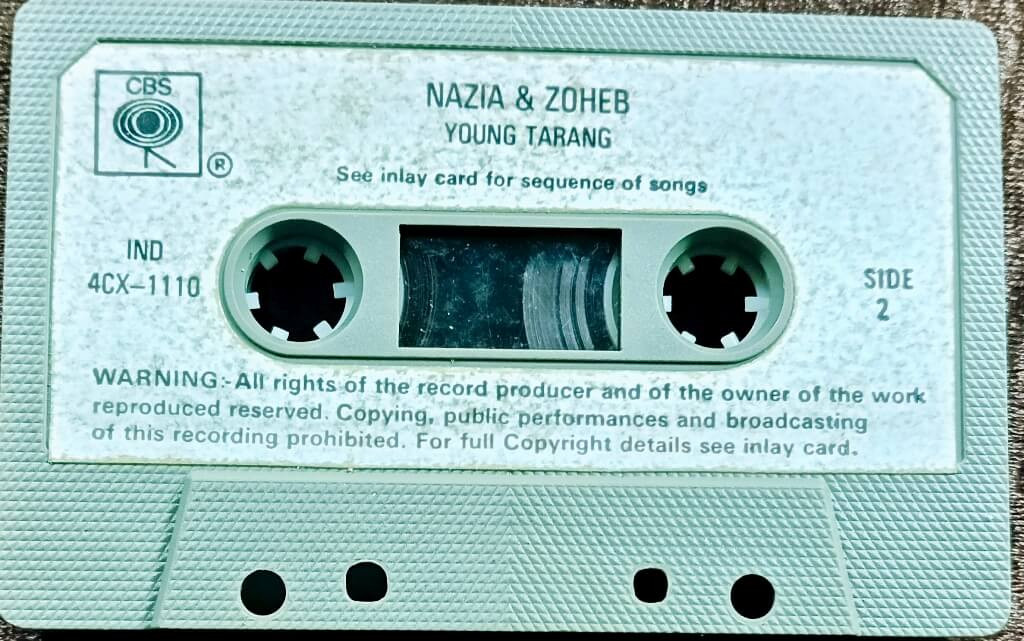 CBS
®
NAZIA & ZOHEB
YOUNG TARANG
See inlay card for sequence of songs
IND
4CX-1110
SIDE
2
WARNING:-All rights of the record producer and of the owner of the work
reproduced reserved. Copying, public performances and broadcasting
of this recording prohibited. For full Copyright details see inlay card.